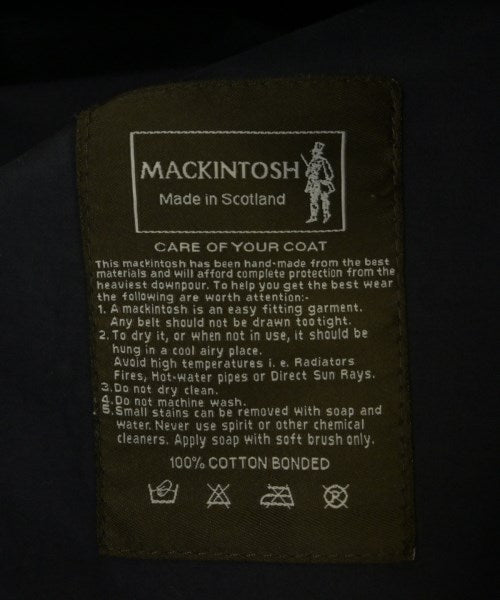 MACKINTOSH
Made in Scotland
CARE OF YOUR COAT
This mackintosh has been hand-made from the best
materials and will afford complete protection from the
heaviest downpour. To help you get the best wear
the following are worth attention:-
1. A mackintosh is an easy fitting garment.
Any belt should not be drawn too tight.
2. To dry it, or when not in use, it should be
hung in a cool airy place.
Avoid high temperatures i. e. Radiators
Fires, Hot-water pipes or Direct Sun Rays.
3. Do not dry clean.
4. Do not machine wash.
5. Small stains can be removed with soap and
water. Never use spirit or other chemical
cleaners. Apply soap with soft brush only.
100% COTTON BONDED
P